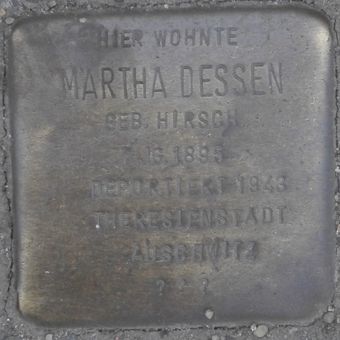 HIER WOHNTE
MARTHA DESSEN
GEB. HIRSCH
JG. 1895
DEPORTIERT 1943
THERESIENSTADT
AUSCHWITZ
? ? ?